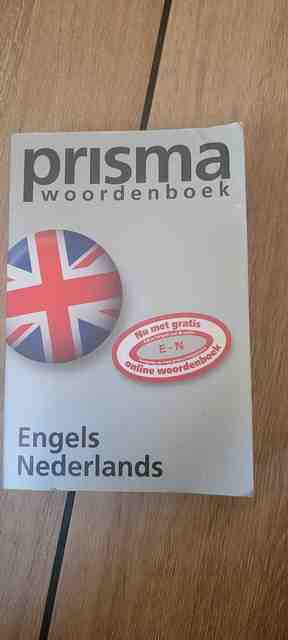 prisma
woordenboek
Nu met gratis
E - N
online woordenboek
Engels
Nederlands